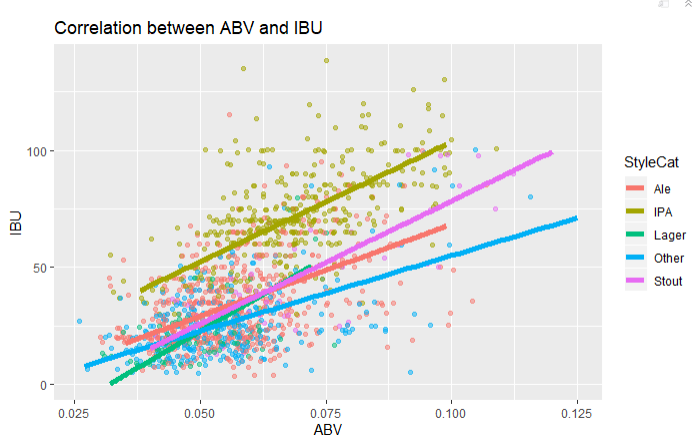 Correlation between ABV and IBU
IBU
100
50
0
0.025
0.050
0.075
0.100
0.125
ABV
StyleCat
Ale
IPA
Lager
Other
Stout